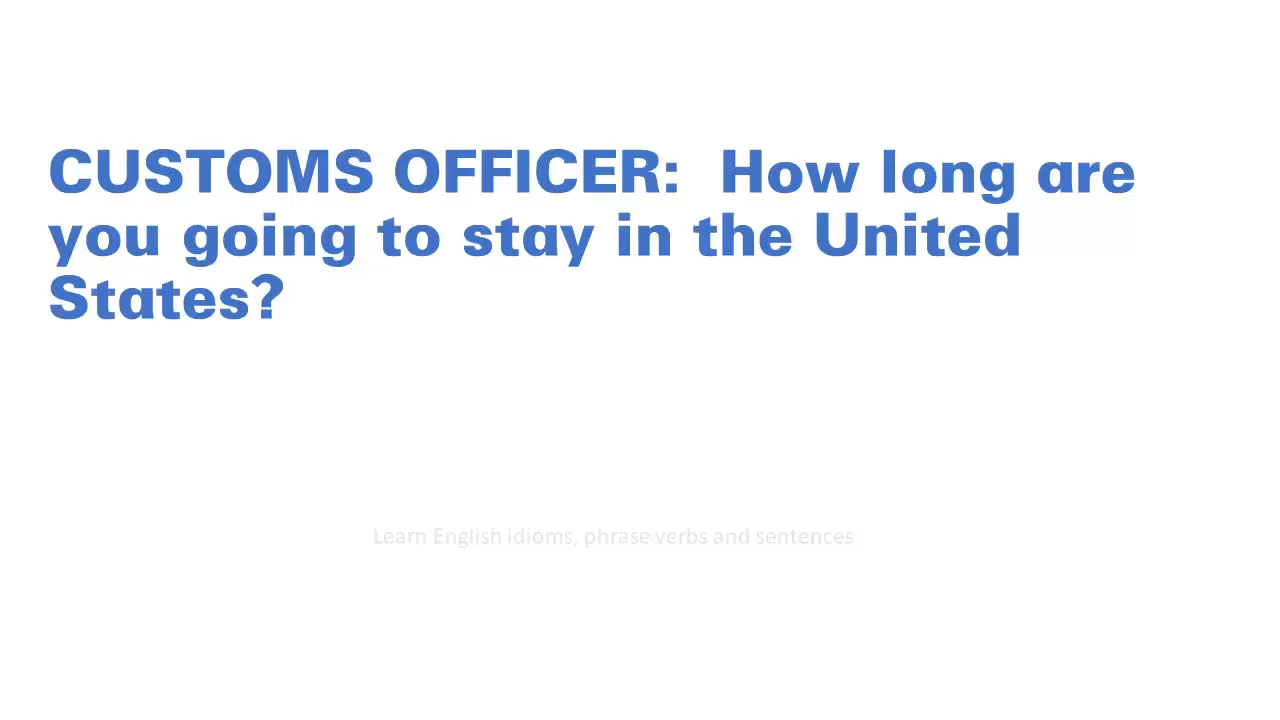 CUSTOMS OFFICER:  How long are
you going to stay in the United
States?
Learn English idioms, phrase verbs and sentences